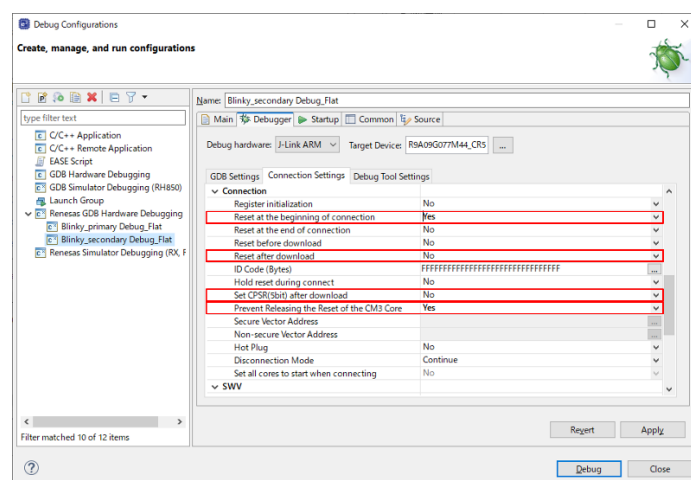 Debug Configurations
Create, manage, and run configurations
Name: Blinky_secondary Debug_Flat
type filter text
Main Debugger Startup Common Source
C/C++ Application
C/C++ Remote Application
EASE Script
GDB Hardware Debugging
GDB Simulator Debugging (RH850)
Launch Group
Renesas GDB Hardware Debugging
Blinky_primary Debug_Flat
Blinky_secondary Debug_Flat
Renesas Simulator Debugging (RX, F
Debug hardware: J-Link ARM Target Device: R9A09G077M44_CR5 ...
GDB Settings Connection Settings Debug Tool Settings
Connection
Register initialization No
Reset at the beginning of connection Yes
Reset at the end of connection No
Reset before download No
Reset after download No
ID Code (Bytes) FFFFFFFFFFFFFFFFFFFFFFFFFFFFFFFF
Hold reset during connect No
Set CPSR(5bit) after download No
Prevent Releasing the Reset of the CM3 Core Yes
Secure Vector Address
Non-secure Vector Address
Hot Plug No
Disconnection Mode Continue
Set all cores to start when connecting No
SWV
Filter matched 10 of 12 items
Revert Apply
Debug Close